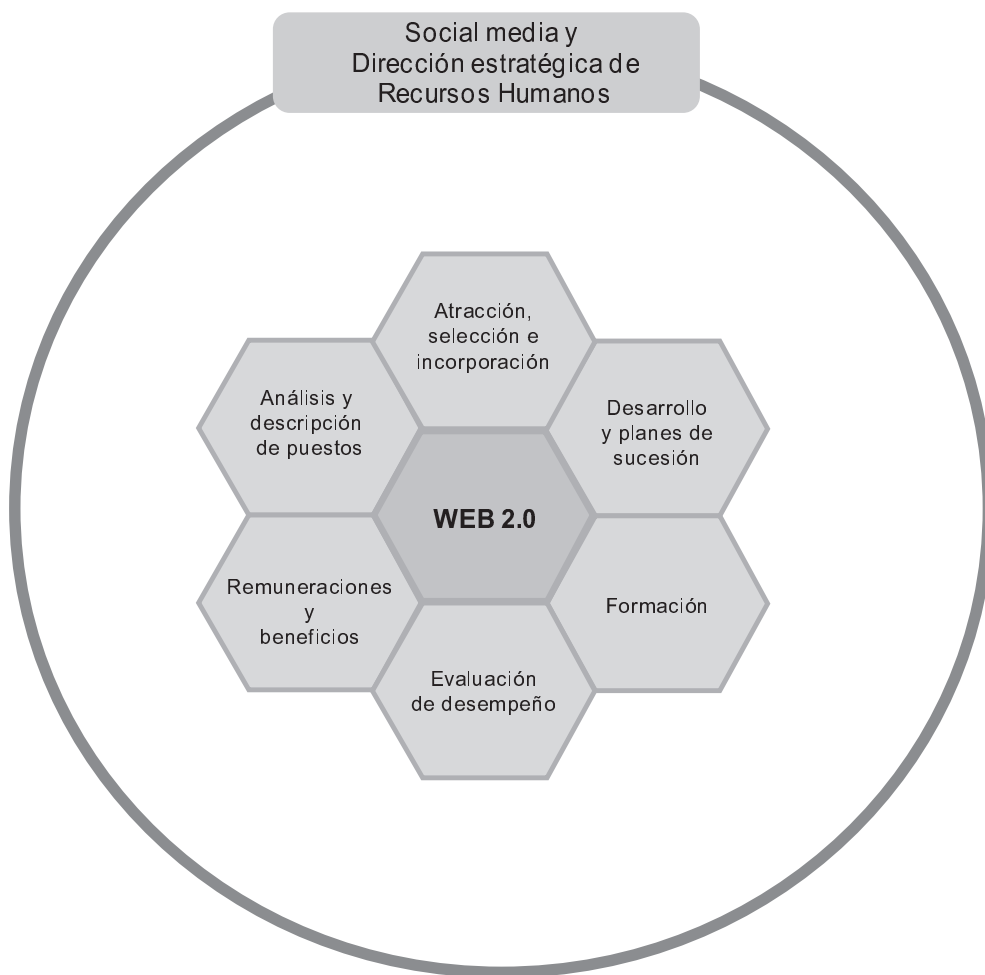 Social media y
Dirección estratégica de
Recursos Humanos
Atracción,
selección e
incorporación
Análisis y
descripción
de puestos
Desarrollo
y planes de
sucesión
WEB 2.0
Remuneraciones
y
beneficios
Formación
Evaluación
de desempeño